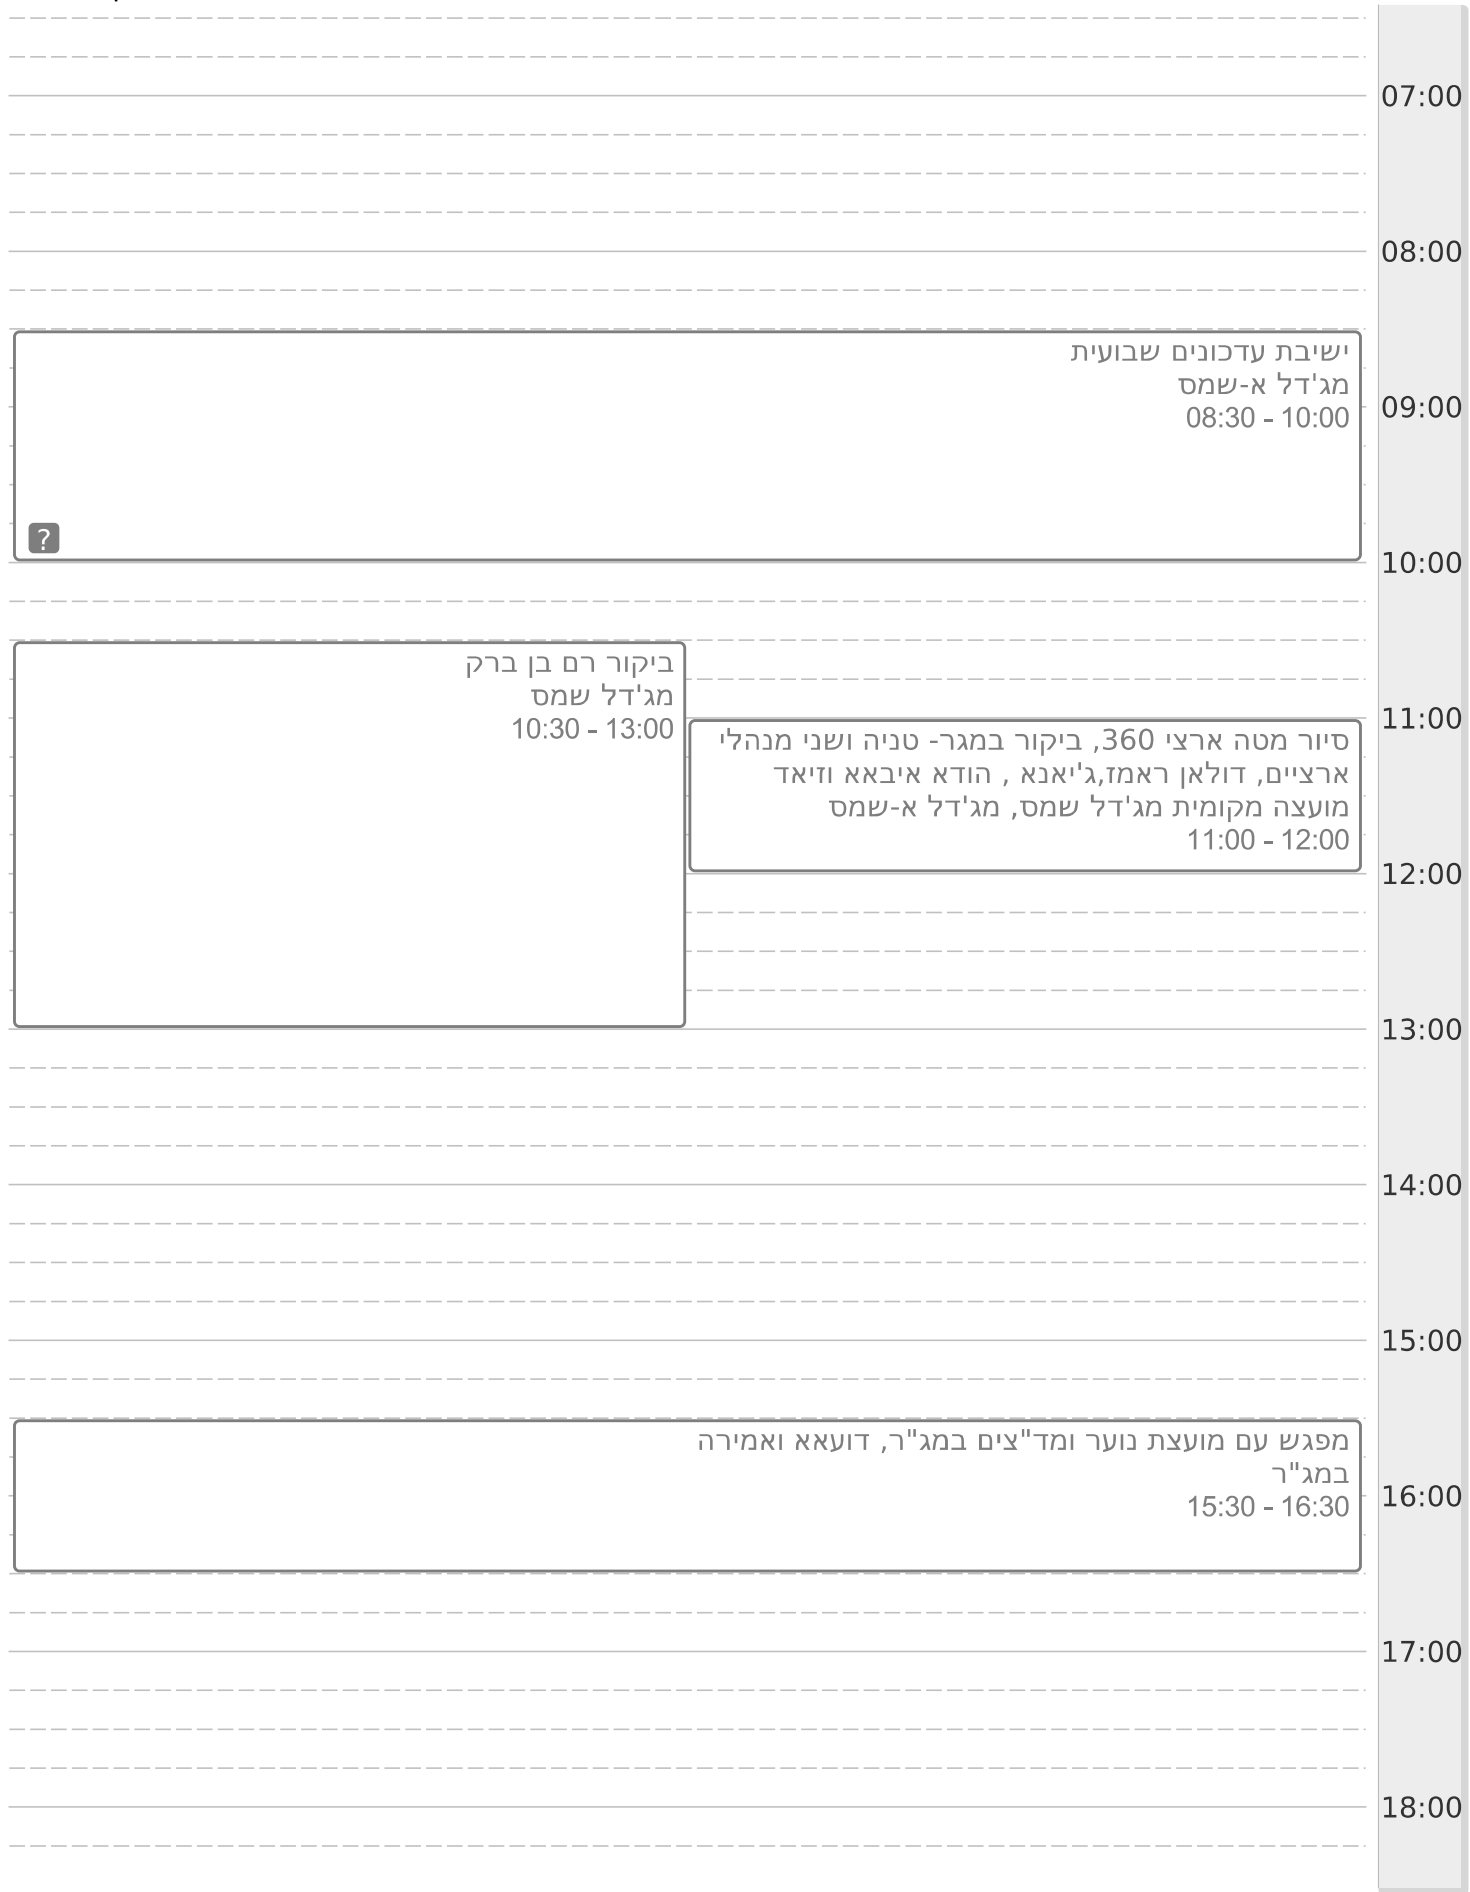 07:00
08:00
ישיבת עדכונים שבועית
מג'דל א-שמס
08:30 - 10:00
09:00
?
10:00
ביקור רם בן ברק
מג'דל שמס
10:30 - 13:00
11:00
סיור מטה ארצי 360, ביקור במגר- טניה ושני מנהלי
ארציים, דולאן ראמז,ג'יאנא , הודא איבאא וזיאד
מועצה מקומית מג'דל שמס, מג'דל א-שמס
11:00 - 12:00
12:00
13:00
14:00
15:00
מפגש עם מועצת נוער ומד"צים במג"ר, דועאא ואמירה
במג"ר
15:30 - 16:30
16:00
17:00
18:00